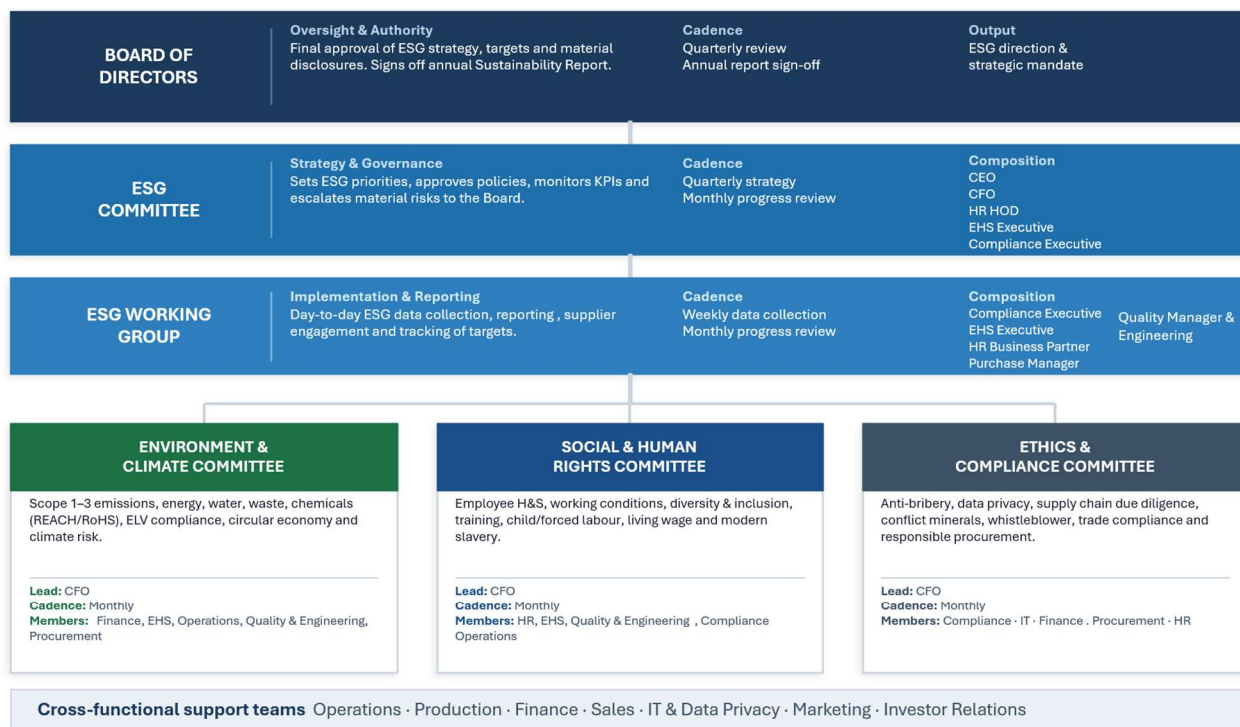 BOARD OF
DIRECTORS
Oversight & Authority
Final approval of ESG strategy, targets and material
disclosures. Signs off annual Sustainability Report.
Cadence
Quarterly review
Annual report sign-off
Output
ESG direction &
strategic mandate
ESG
COMMITTEE
Strategy & Governance
Sets ESG priorities, approves policies, monitors KPIs and
escalates material risks to the Board.
Cadence
Quarterly strategy
Monthly progress review
Composition
CEO
CFO
HR HOD
EHS Executive
Compliance Executive
ESG WORKING
GROUP
Implementation & Reporting
Day-to-day ESG data collection, reporting , supplier
engagement and tracking of targets.
Cadence
Weekly data collection
Monthly progress review
Composition
Compliance Executive
EHS Executive
HR Business Partner
Purchase Manager
Quality Manager &
Engineering
ENVIRONMENT &
CLIMATE COMMITTEE
Scope 1–3 emissions, energy, water, waste, chemicals
(REACH/RoHS), ELV compliance, circular economy and
climate risk.
Lead: CFO
Cadence: Monthly
Members: Finance, EHS, Operations, Quality & Engineering,
Procurement
SOCIAL & HUMAN
RIGHTS COMMITTEE
Employee H&S, working conditions, diversity & inclusion,
training, child/forced labour, living wage and modern
slavery.
Lead: CFO
Cadence: Monthly
Members: HR, EHS, Quality & Engineering , Compliance
Operations
ETHICS &
COMPLIANCE COMMITTEE
Anti-bribery, data privacy, supply chain due diligence,
conflict minerals, whistleblower, trade compliance and
responsible procurement.
Lead: CFO
Cadence: Monthly
Members: Compliance · IT · Finance . Procurement · HR
Cross-functional support teams Operations · Production · Finance · Sales · IT & Data Privacy · Marketing · Investor Relations